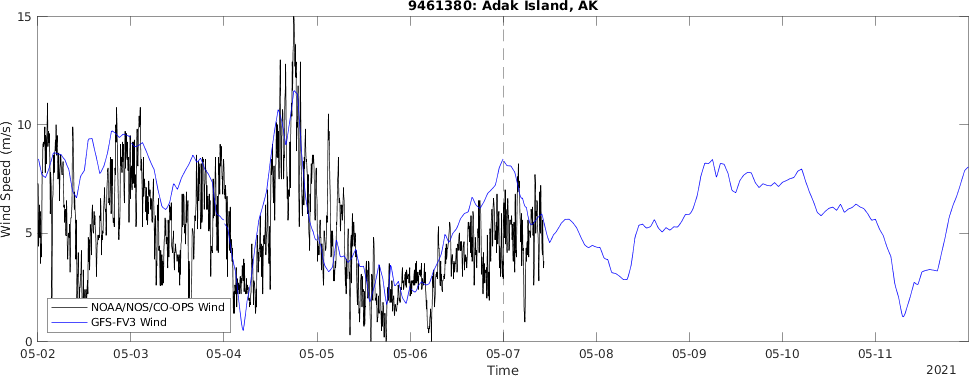 9461380: Adak Island, AK
15
10
5
0
Wind Speed (m/s)
NOAA/NOS/CO-OPS Wind
GFS-FV3 Wind
05-02 05-03 05-04 05-05 05-06 05-07 05-08 05-09 05-10 05-11
Time
2021